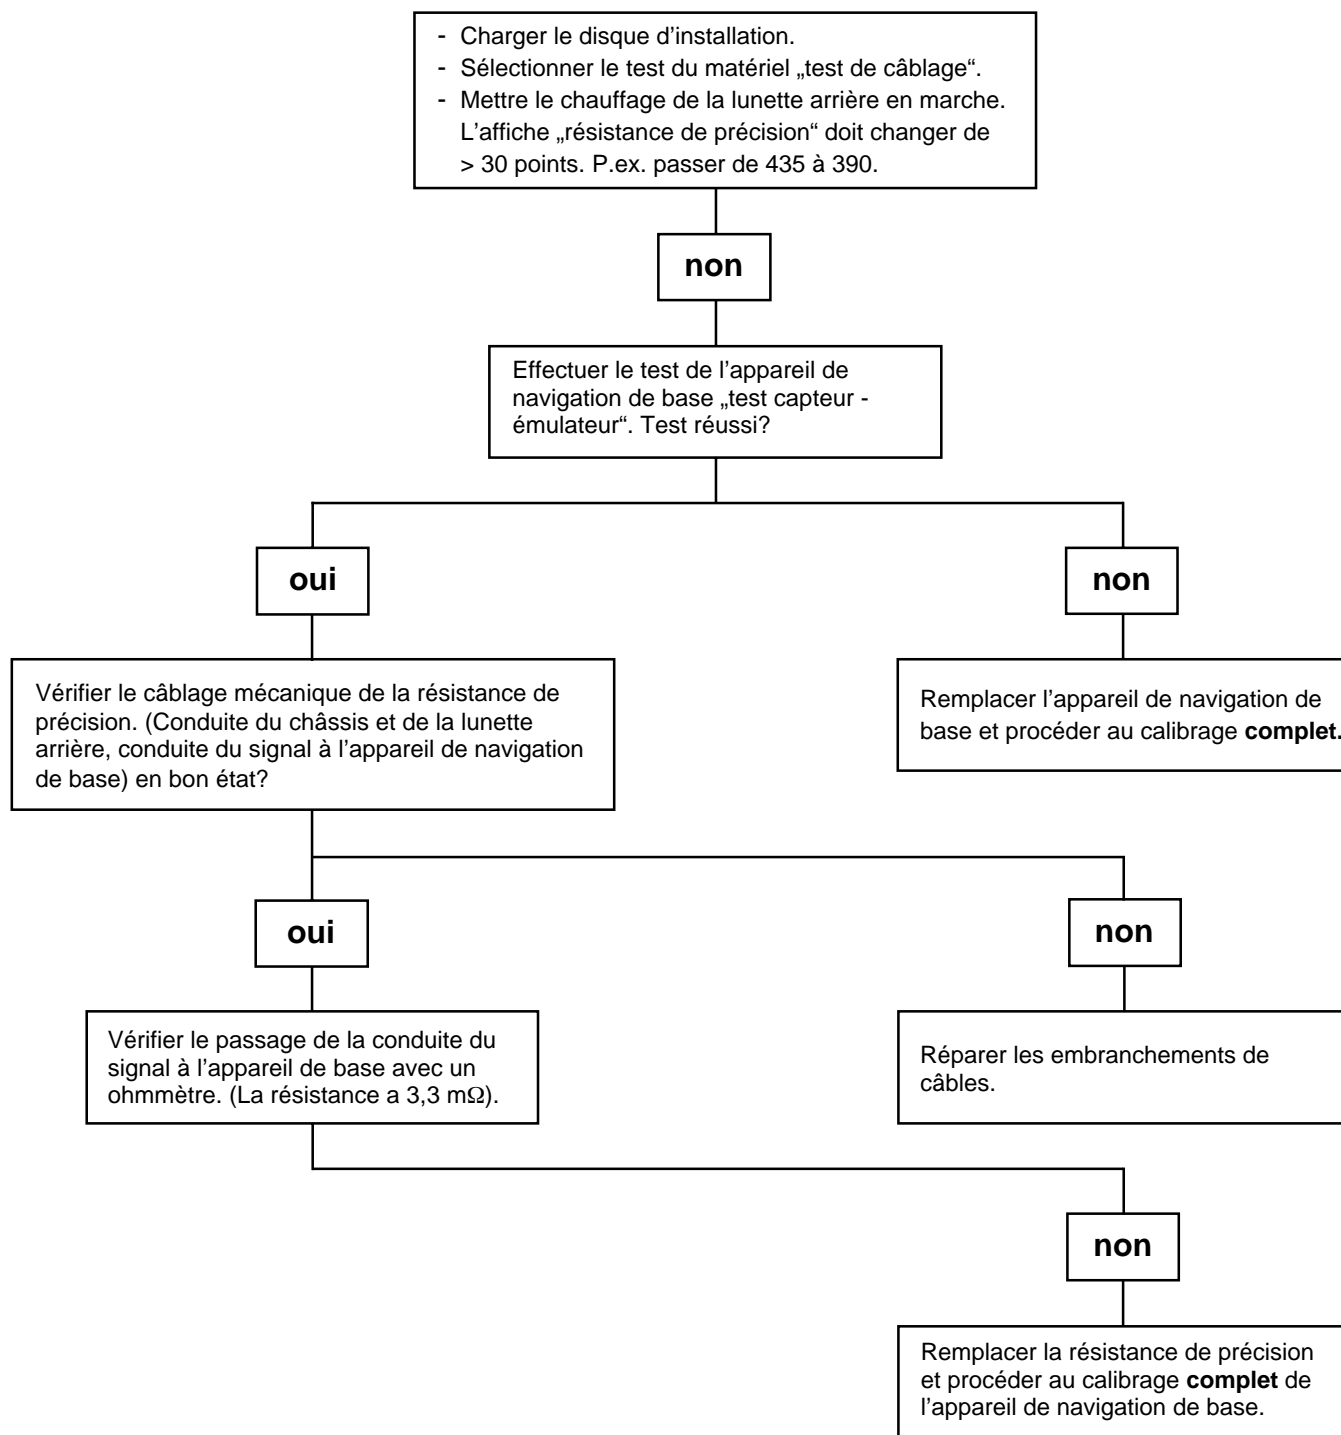 - Charger le disque d’installation.
- Sélectionner le test du matériel „test de câblage“.
- Mettre le chauffage de la lunette arrière en marche.
L’affiche „résistance de précision“ doit changer de
> 30 points. P.ex. passer de 435 à 390.
non
Effectuer le test de l’appareil de
navigation de base „test capteur -
émulateur“. Test réussi?
oui
non
Vérifier le câblage mécanique de la résistance de
précision. (Conduite du châssis et de la lunette
arrière, conduite du signal à l’appareil de navigation
de base) en bon état?
Remplacer l’appareil de navigation de
base et procéder au calibrage complet.
oui
non
Vérifier le passage de la conduite du
signal à l’appareil de base avec un
ohmmètre. (La résistance a 3,3 mΩ).
Réparer les embranchements de
câbles.
non
Remplacer la résistance de précision
et procéder au calibrage complet de
l’appareil de navigation de base.